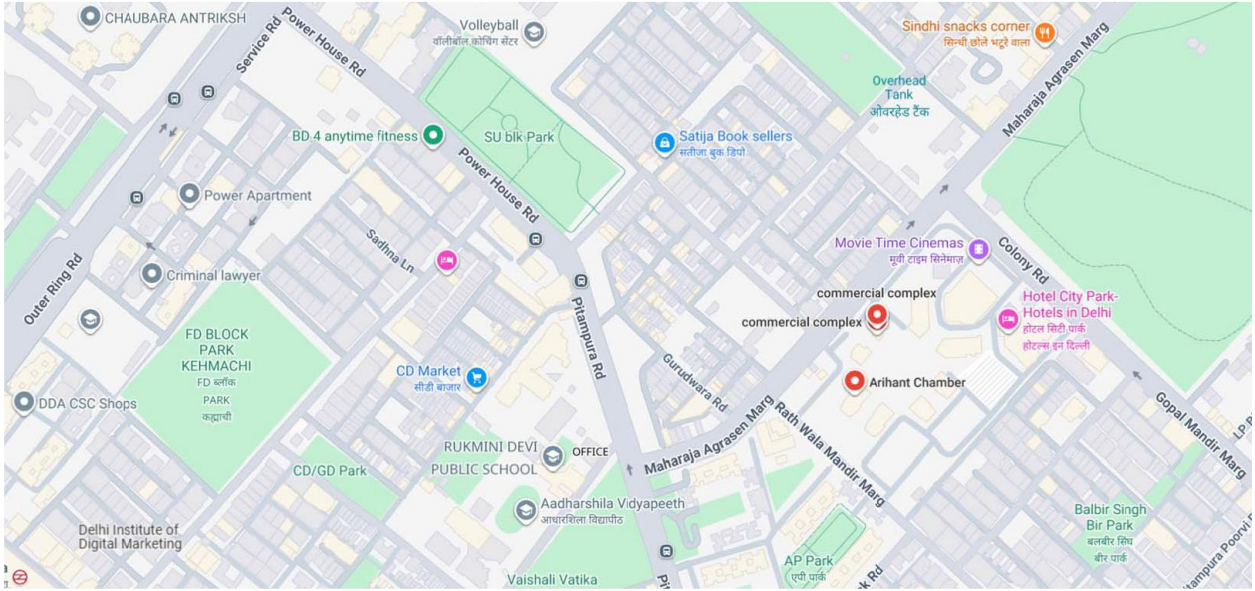 CHAUBARA ANTRIKSH
Service Rd
Power House Rd
Volleyball
वॉलीबॉल कोचिंग सेंटर
Sindhi snacks corner
सिन्धी छोले भटूरे वाला
Maharaja Agrasen Marg
Overhead
Tank
ओवरहेड टैंक
BD 4 anytime fitness
SU blk Park
Satija Book sellers
सतीजा बुक डिपो
Power House Rd
Power Apartment
Sadhna Ln
Outer Ring Rd
Criminal lawyer
Movie Time Cinemas
मूवी टाइम सिनेमाज़
Colony Rd
commercial complex
commercial complex
Hotel City Park-
Hotels in Delhi
होटल सिटी पार्क
होटल्स इन दिल्ली
Pitampura Rd
FD BLOCK
PARK
KEHMACHI
FD ब्लॉक
PARK
कह्माची
CD Market
सीडी बाजार
Gurudwara Rd
Arihant Chamber
DDA CSC Shops
Gopal Mandir Marg
Rath Wala Mandir Marg
Maharaja Agrasen Marg
RUKMINI DEVI
PUBLIC SCHOOL
OFFICE
CD/GD Park
Aadharshila Vidyapeeth
आधारशिला विद्यापीठ
Balbir Singh
Bir Park
बलबीर सिंघ
बीर पार्क
Delhi Institute of
Digital Marketing
AP Park
एपी पार्क
Vaishali Vatika